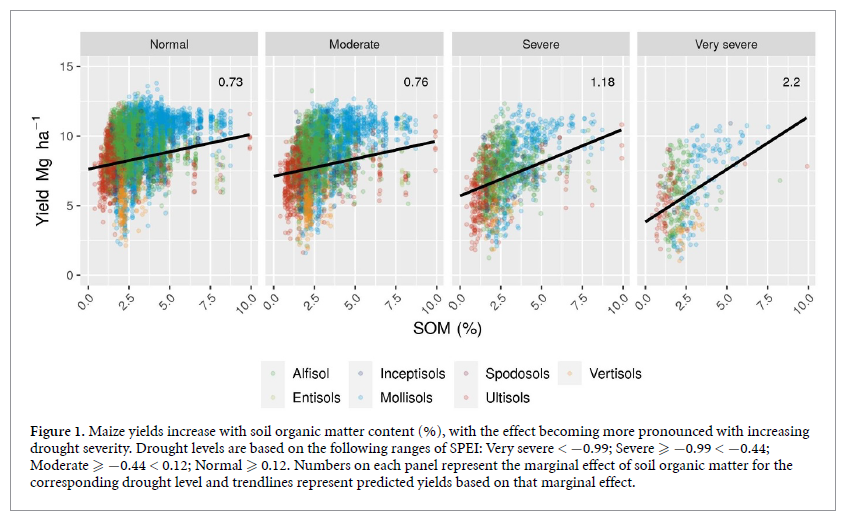 Normal
Moderate
Severe
Very severe
0.73
0.76
1.18
2.2
15
10
5
0
Yield Mg ha⁻¹
0.0 2.5 5.0 7.5 10.0
0.0 2.5 5.0 7.5 10.0
0.0 2.5 5.0 7.5 10.0
0.0 2.5 5.0 7.5 10.0
SOM (%)
Alfisol Inceptisols Spodosols Vertisols
Entisols Mollisols Ultisols
Figure 1. Maize yields increase with soil organic matter content (%), with the effect becoming more pronounced with increasing
drought severity. Drought levels are based on the following ranges of SPEI: Very severe < −0.99; Severe ⩾ −0.99 < −0.44;
Moderate ⩾ −0.44 < 0.12; Normal ⩾ 0.12. Numbers on each panel represent the marginal effect of soil organic matter for the
corresponding drought level and trendlines represent predicted yields based on that marginal effect.